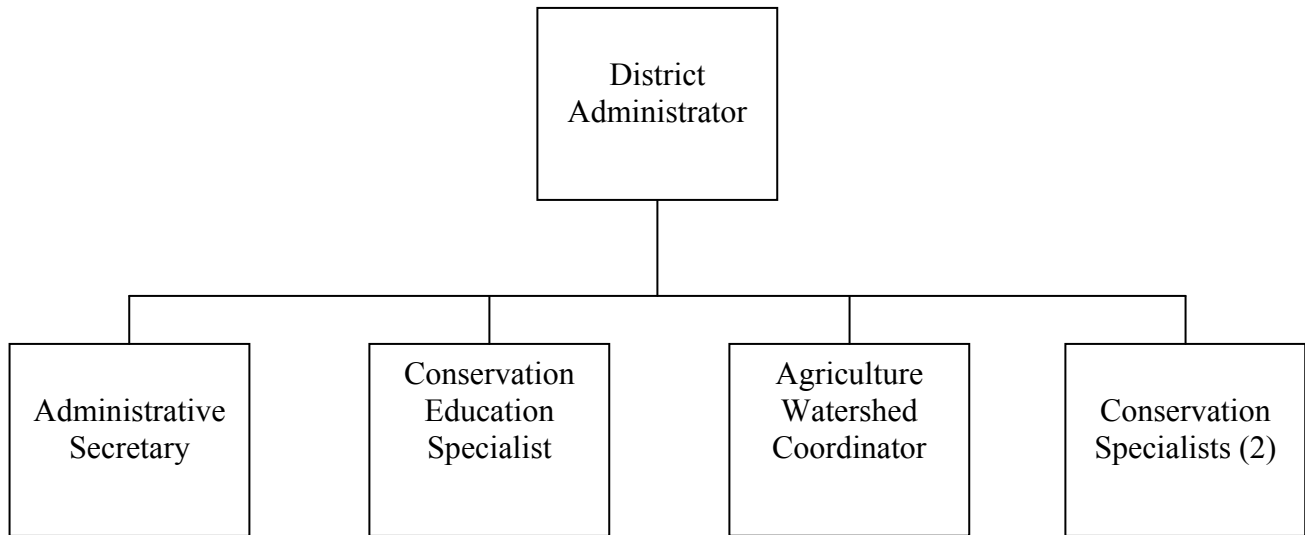 District
Administrator
Administrative
Secretary
Conservation
Education
Specialist
Agriculture
Watershed
Coordinator
Conservation
Specialists (2)